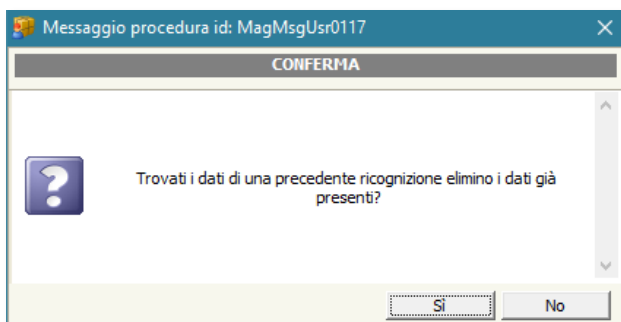 Messaggio procedura id: MagMsgUsr0117
CONFERMA
Trovati i dati di una precedente ricognizione elimino i dati già
presenti?
Sì
No